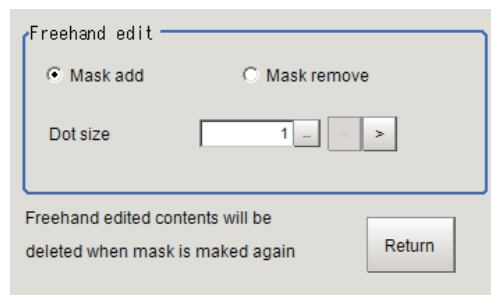 Freehand edit
Mask add Mask remove
Dot size 1 ... < >
Freehand edited contents will be
deleted when mask is maked again
Return